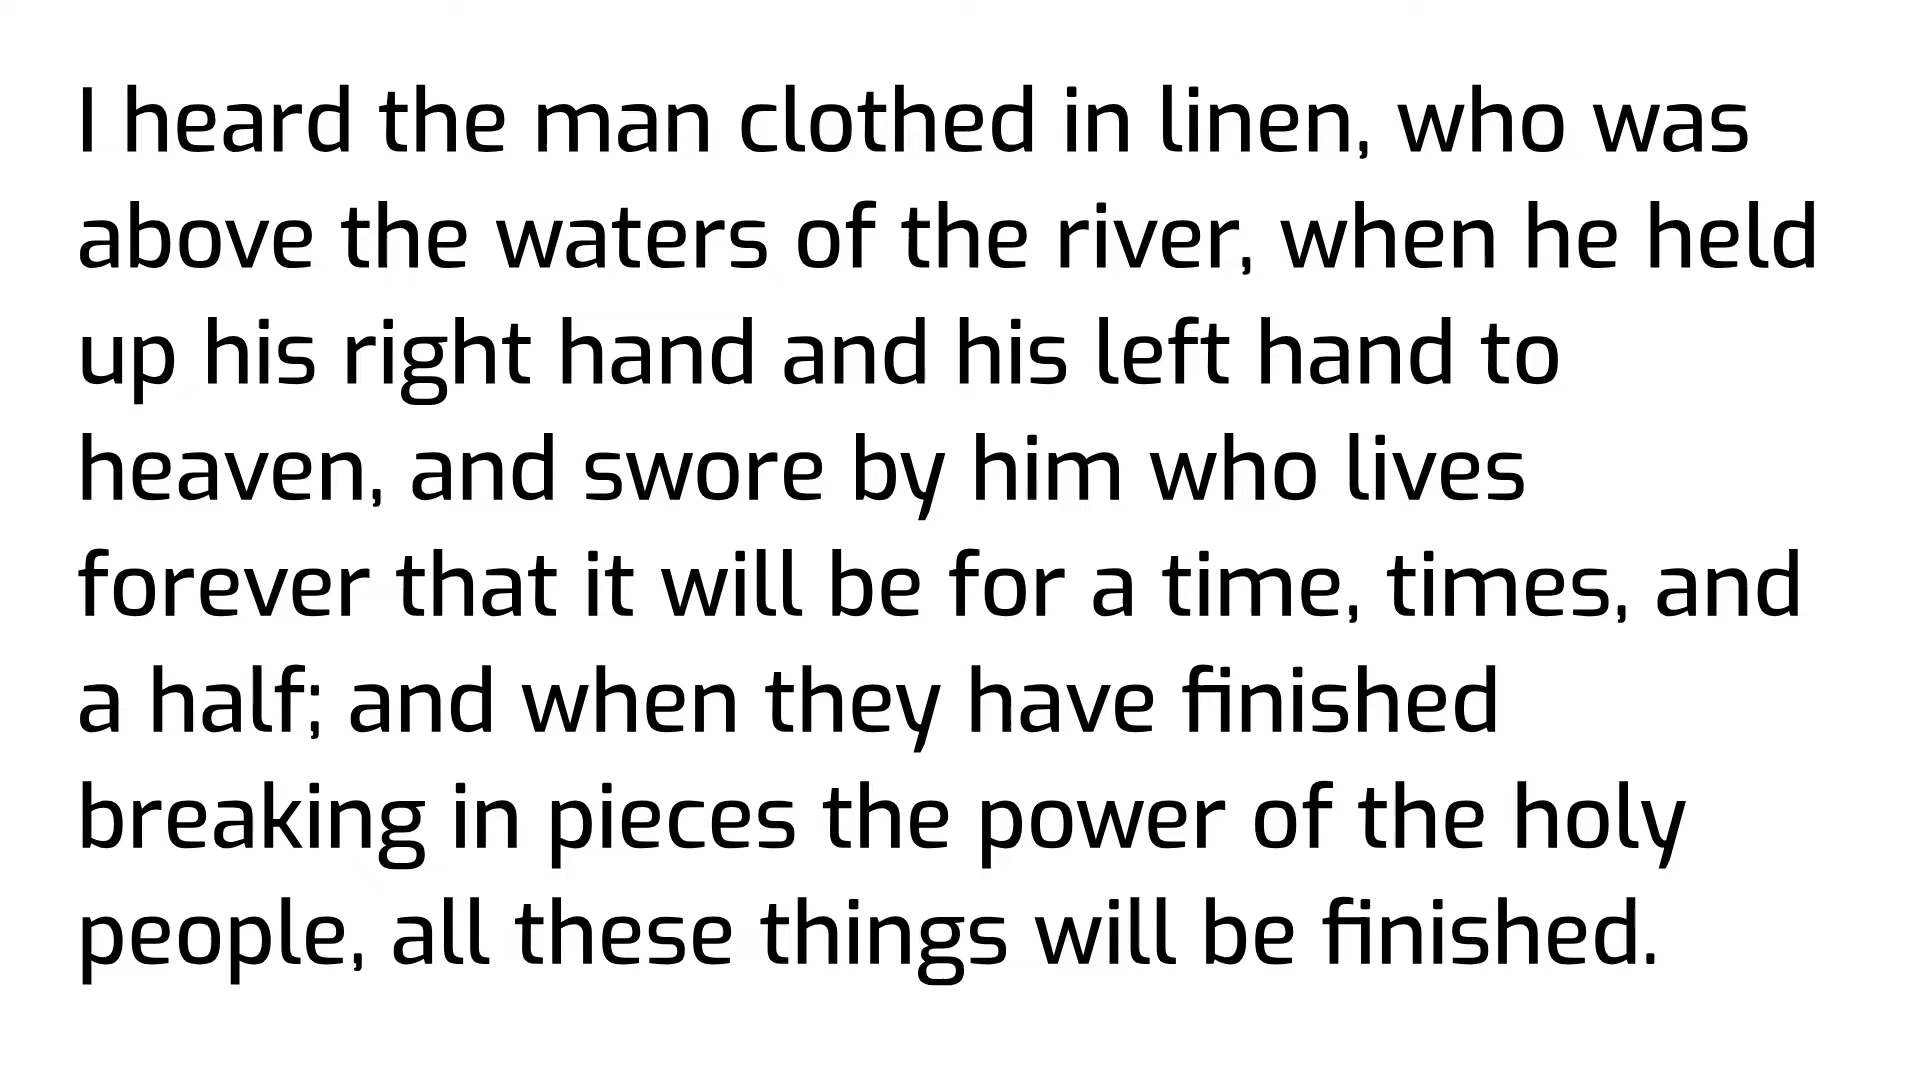 I heard the man clothed in linen, who was
above the waters of the river, when he held
up his right hand and his left hand to
heaven, and swore by him who lives
forever that it will be for a time, times, and
a half; and when they have finished
breaking in pieces the power of the holy
people, all these things will be finished.